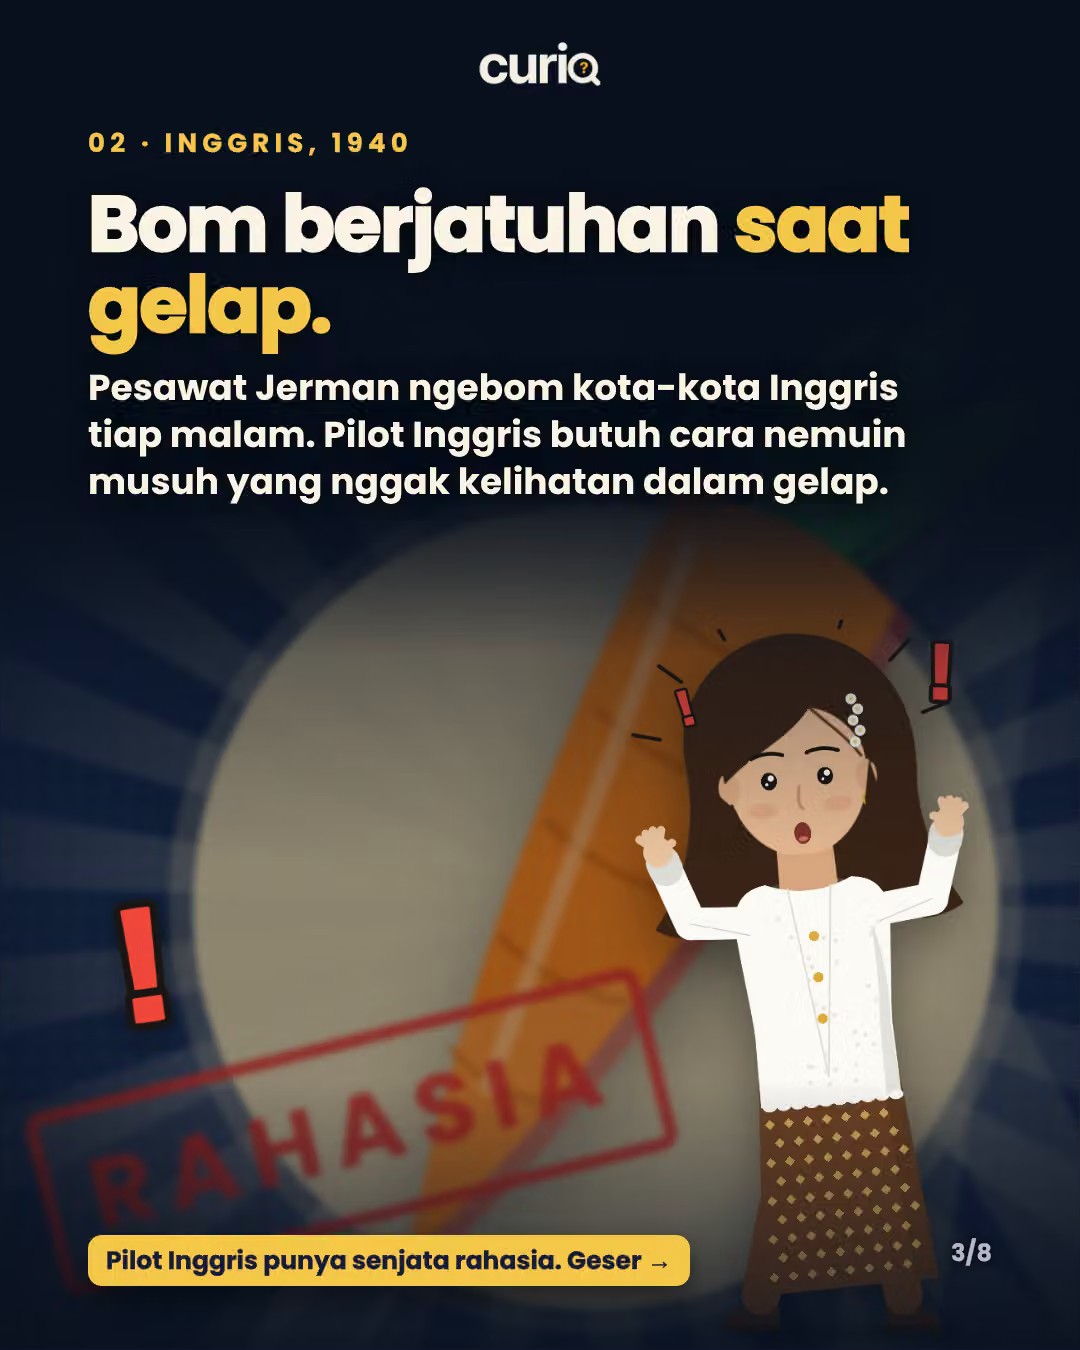 curio
02 · INGGRIS, 1940
Bom berjatuhan saat
gelap.
Pesawat Jerman ngebom kota-kota Inggris
tiap malam. Pilot Inggris butuh cara nemuin
musuh yang nggak kelihatan dalam gelap.
!
!
!
RAHASIA
Pilot Inggris punya senjata rahasia. Geser →
3/8